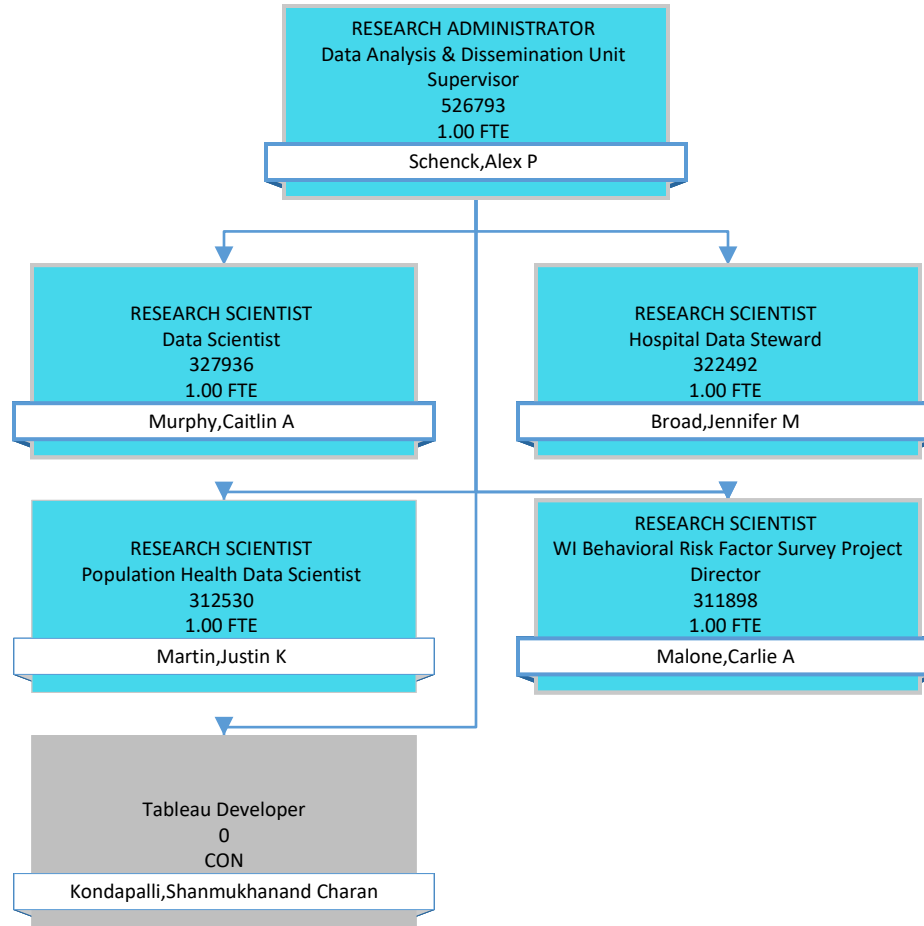 RESEARCH ADMINISTRATOR
Data Analysis & Dissemination Unit
Supervisor
526793
1.00 FTE
Schenck,Alex P
RESEARCH SCIENTIST
Data Scientist
327936
1.00 FTE
Murphy,Caitlin A
RESEARCH SCIENTIST
Hospital Data Steward
322492
1.00 FTE
Broad,Jennifer M
RESEARCH SCIENTIST
Population Health Data Scientist
312530
1.00 FTE
Martin,Justin K
RESEARCH SCIENTIST
WI Behavioral Risk Factor Survey Project
Director
311898
1.00 FTE
Malone,Carlie A
Tableau Developer
0
CON
Kondapalli,Shanmukhanand Charan